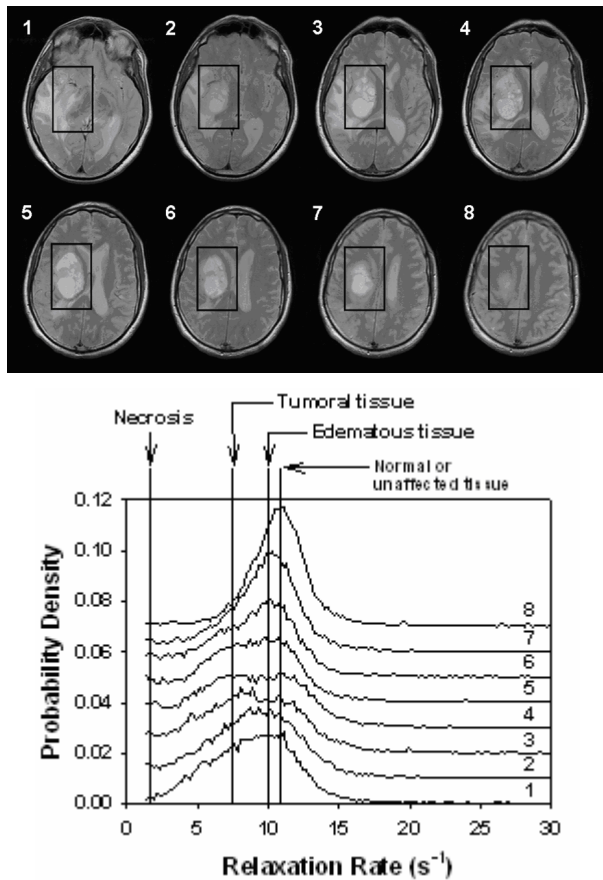 1 2 3 4
5 6 7 8
Tumoral tissue
Necrosis
Edematous tissue
Normal or
unaffected tissue
0.12
0.10
0.08
0.06
0.04
0.02
0.00
Probability Density
8
7
6
5
4
3
2
1
0 5 10 15 20 25 30
Relaxation Rate (s⁻¹)